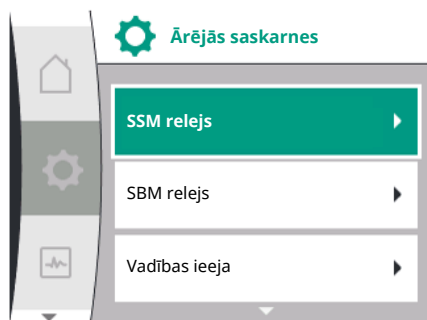 Ārējās saskarnes
SSM relejs
SBM relejs
Vadības ieeja